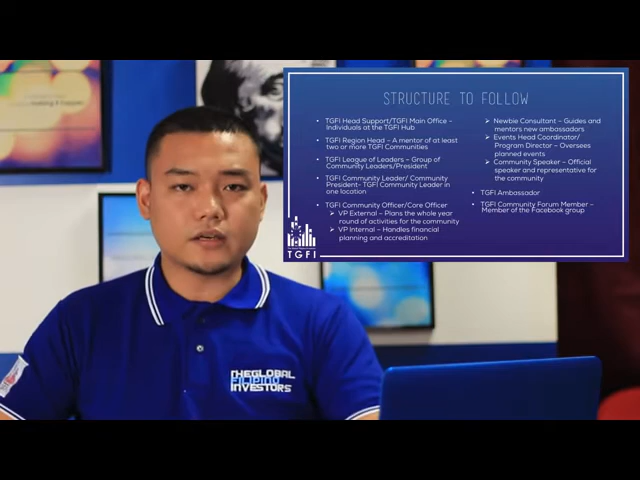 STRUCTURE TO FOLLOW
• TGFI Head Support/TGFI Main Office –
Individuals at the TGFI Hub
• TGFI Region Head – A mentor of at least
two or more TGFI Communities
• TGFI League of Leaders – Group of
Community Leaders/President
• TGFI Community Leader/ Community
President- TGFI Community Leader in
one location
• TGFI Community Officer/Core Officer
➤ VP External – Plans the whole year
round of activities for the community
➤ VP Internal – Handles financial
planning and accreditation
➤ Newbie Consultant – Guides and
mentors new ambassadors
➤ Events Head Coordinator/
Program Director – Oversees
planned events
➤ Community Speaker – Official
speaker and representative for
the community
• TGFI Ambassador
• TGFI Community Forum Member –
Member of the Facebook group
TGFI
THEGLOBAL
FILIPINO
INVESTORS